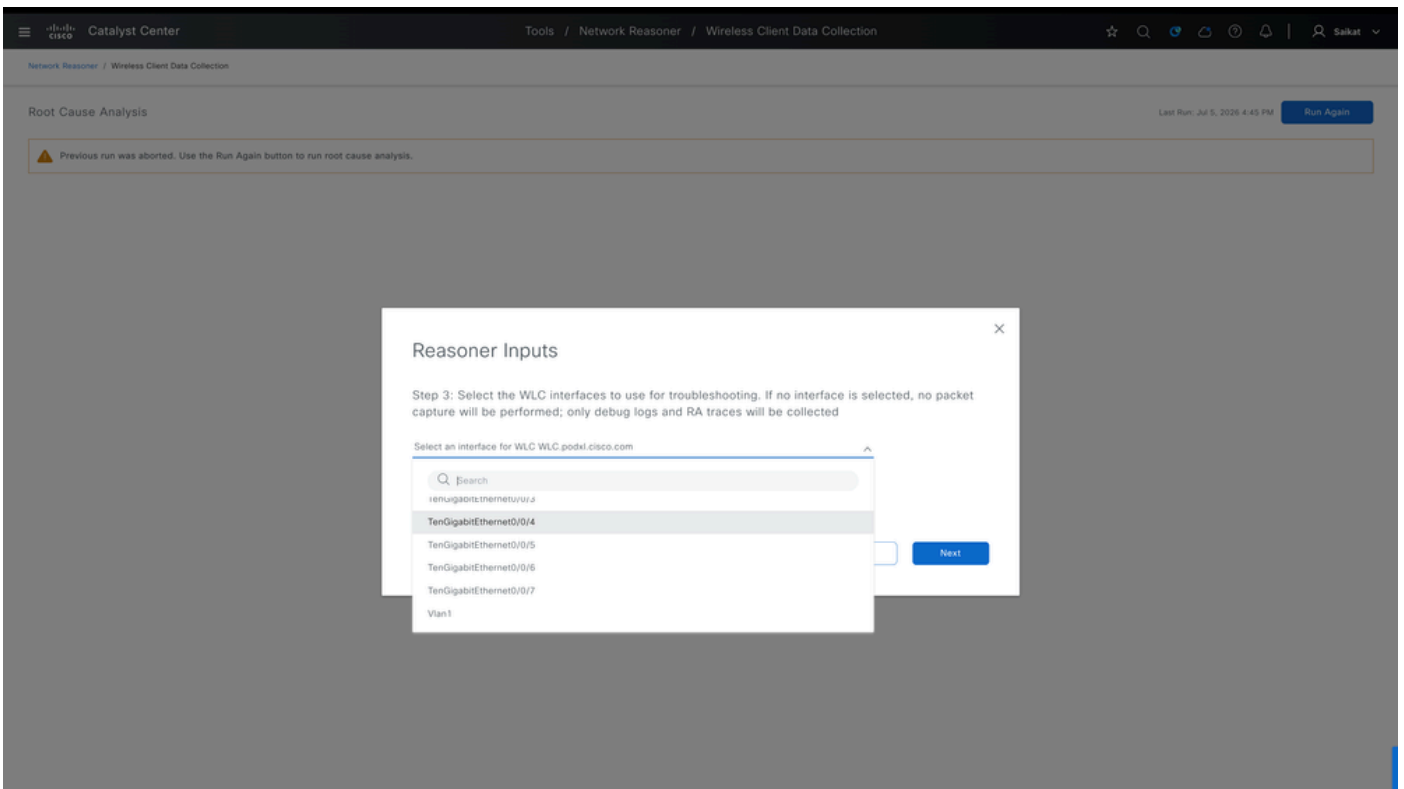 cisco Catalyst Center
Tools / Network Reasoner / Wireless Client Data Collection
Saikat
Network Reasoner / Wireless Client Data Collection
Root Cause Analysis
Last Run: Jul 5, 2026 4:45 PM
Run Again
Previous run was aborted. Use the Run Again button to run root cause analysis.
Reasoner Inputs
Step 3: Select the WLC interfaces to use for troubleshooting. If no interface is selected, no packet
capture will be performed; only debug logs and RA traces will be collected
Select an interface for WLC WLC.podxl.cisco.com
Search
TenGigabitEthernet0/0/3
TenGigabitEthernet0/0/4
TenGigabitEthernet0/0/5
Next
TenGigabitEthernet0/0/6
TenGigabitEthernet0/0/7
Vlan1